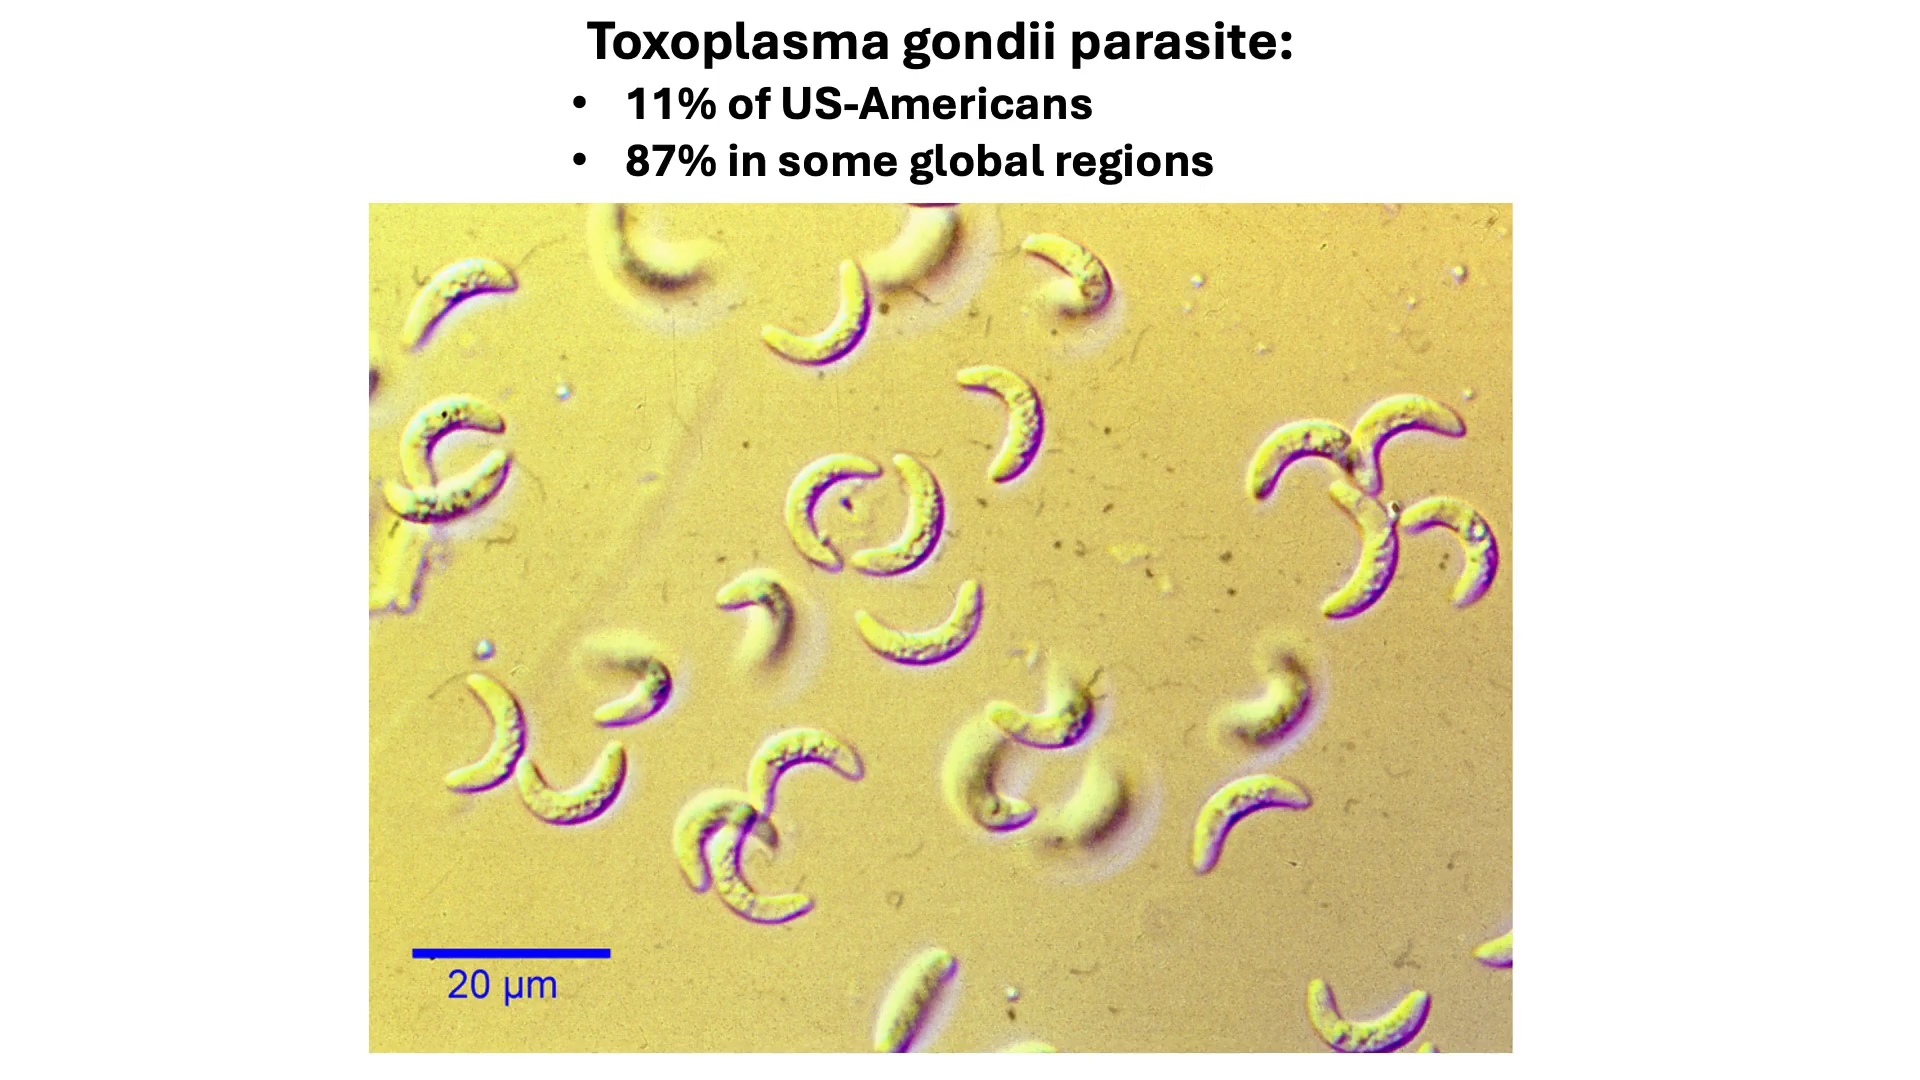 Toxoplasma gondii parasite:
• 11% of US-Americans
• 87% in some global regions
20 µm